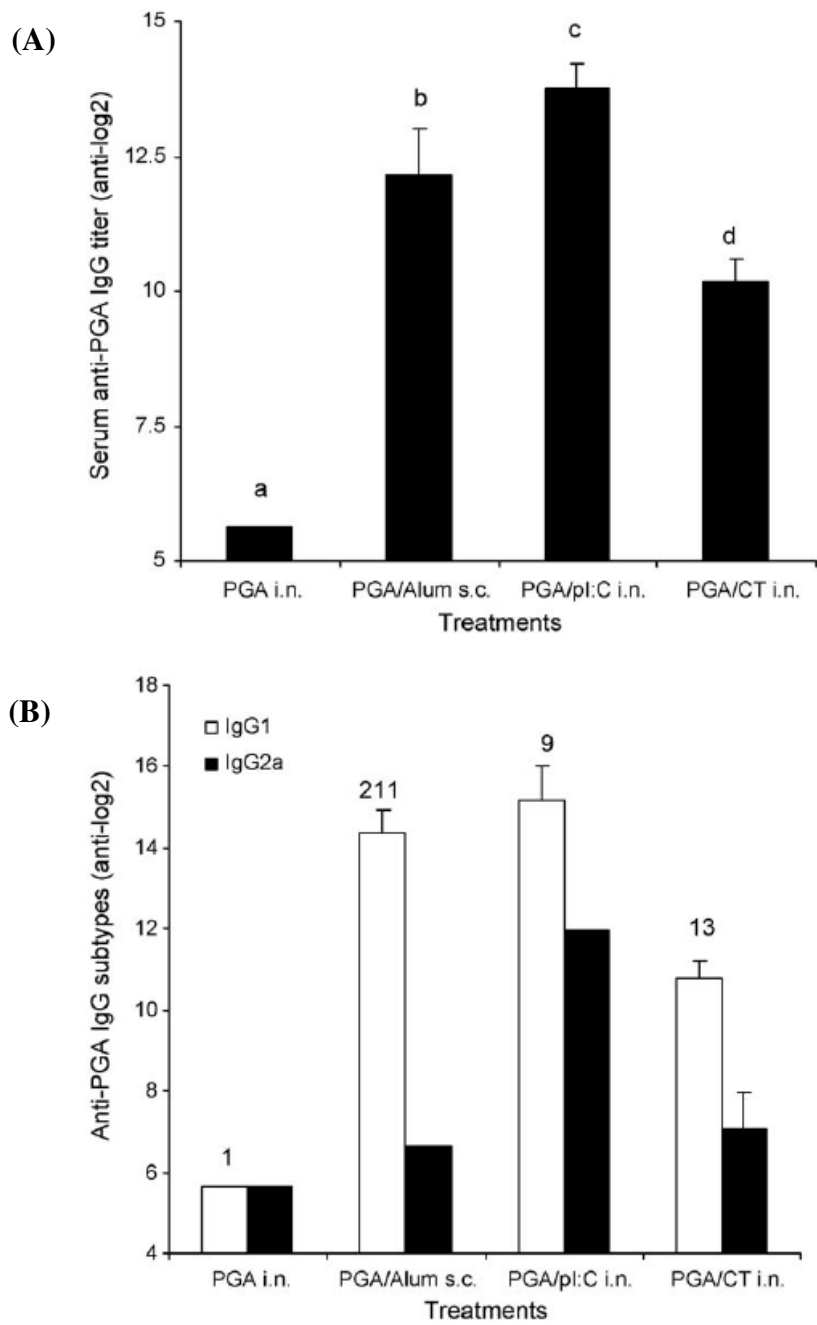 (A)
Serum anti-PGA IgG titer (anti-log2)
15
12.5
10
7.5
5
a
b
c
d
PGA i.n.
PGA/Alum s.c.
PGA/pI:C i.n.
PGA/CT i.n.
Treatments
(B)
Anti-PGA IgG subtypes (anti-log2)
18
16
14
12
10
8
6
4
IgG1
IgG2a
1
211
9
13
PGA i.n.
PGA/Alum s.c.
PGA/pI:C i.n.
PGA/CT i.n.
Treatments